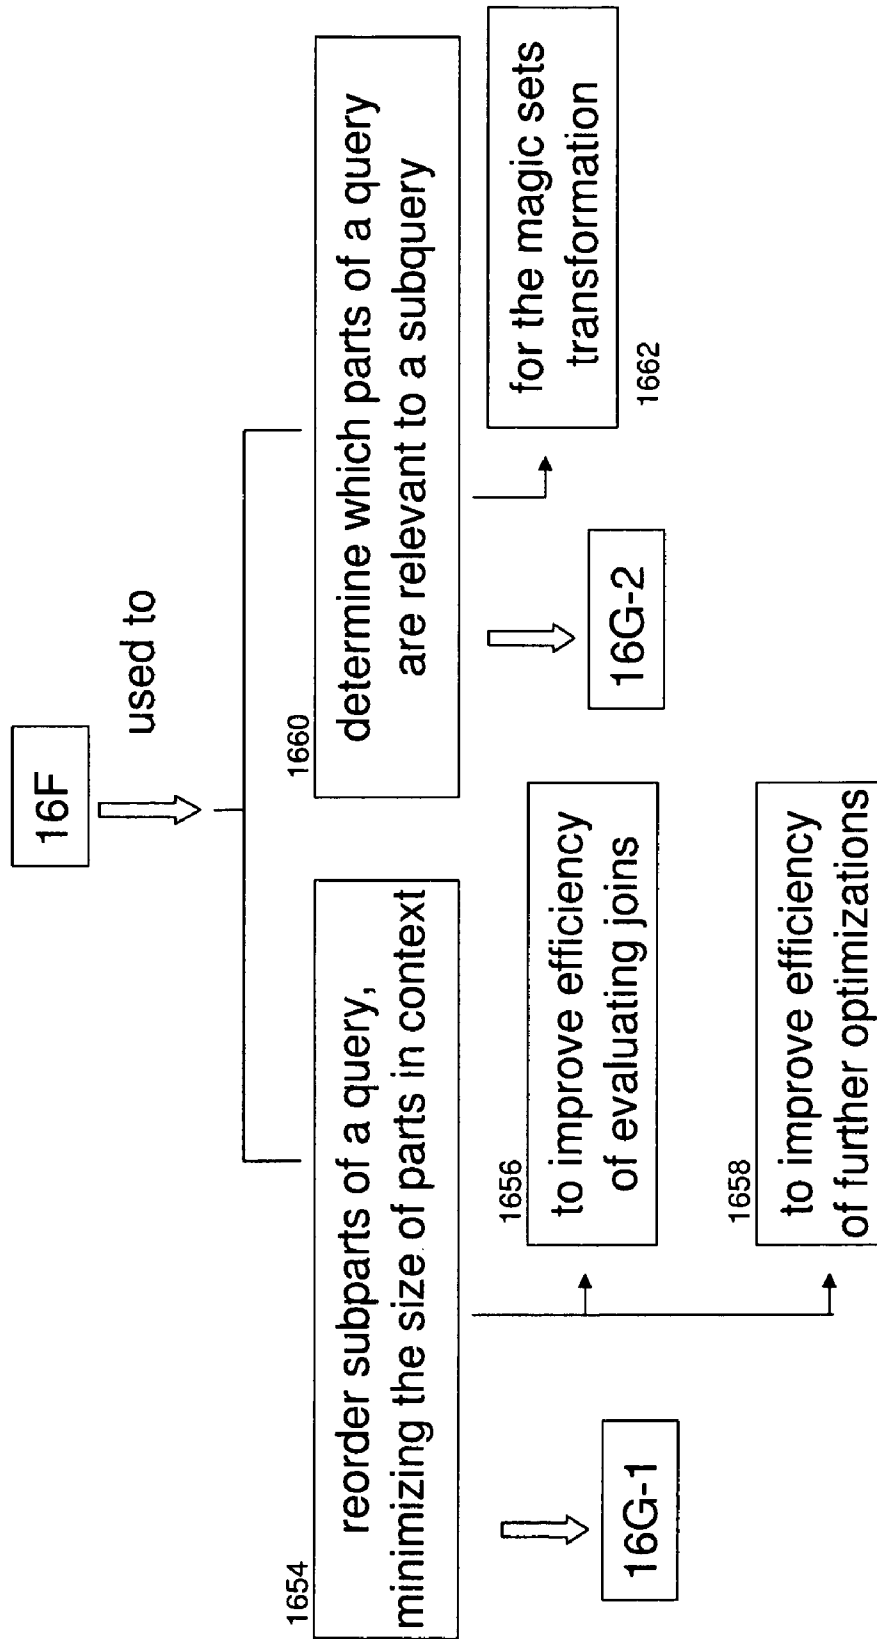 16F
used to
1654
reorder subparts of a query,
minimizing the size of parts in context
1656
to improve efficiency
of evaluating joins
1658
to improve efficiency
of further optimizations
16G-1
1660
determine which parts of a query
are relevant to a subquery
1662
for the magic sets
transformation
16G-2